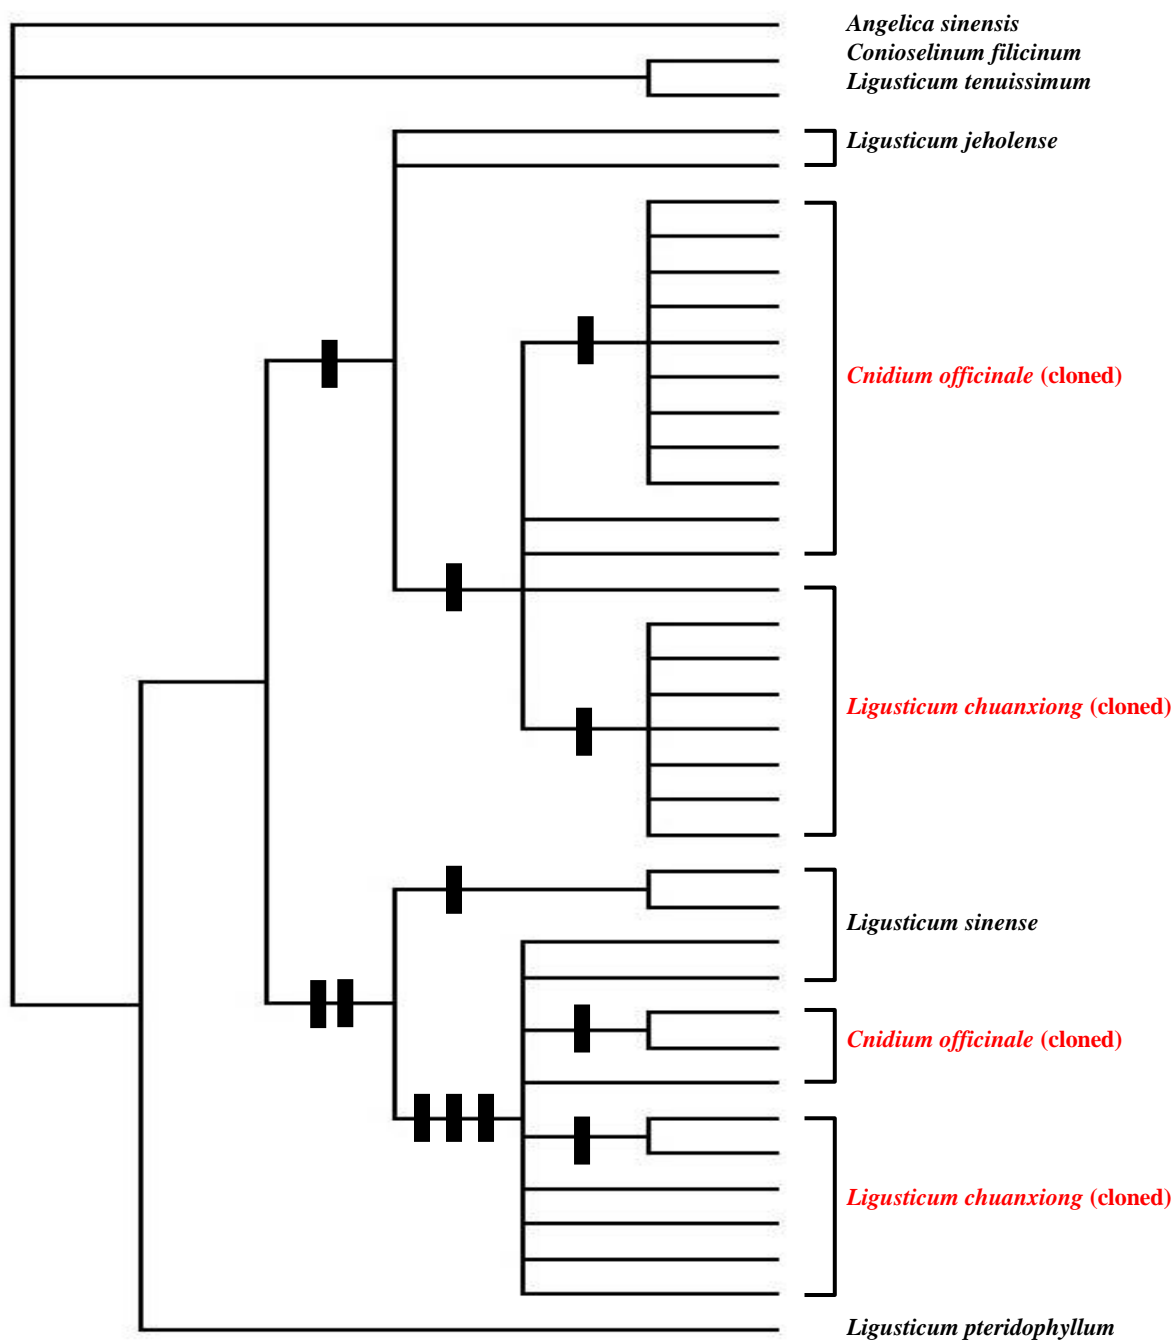 Angelica sinensis
Conioselinum filicinum
Ligusticum tenuissimum
Ligusticum jeholense
Cnidium officinale (cloned)
Ligusticum chuanxiong (cloned)
Ligusticum sinense
Cnidium officinale (cloned)
Ligusticum chuanxiong (cloned)
Ligusticum pteridophyllum